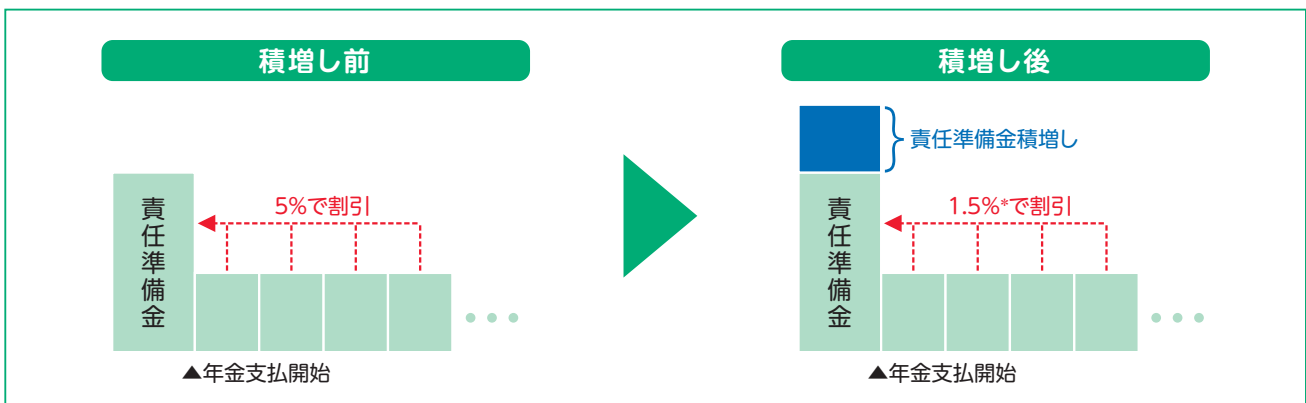 積増し前
5%で割引
責任準備金
▲年金支払開始
積増し後
責任準備金積増し
1.5%*で割引
責任準備金
▲年金支払開始